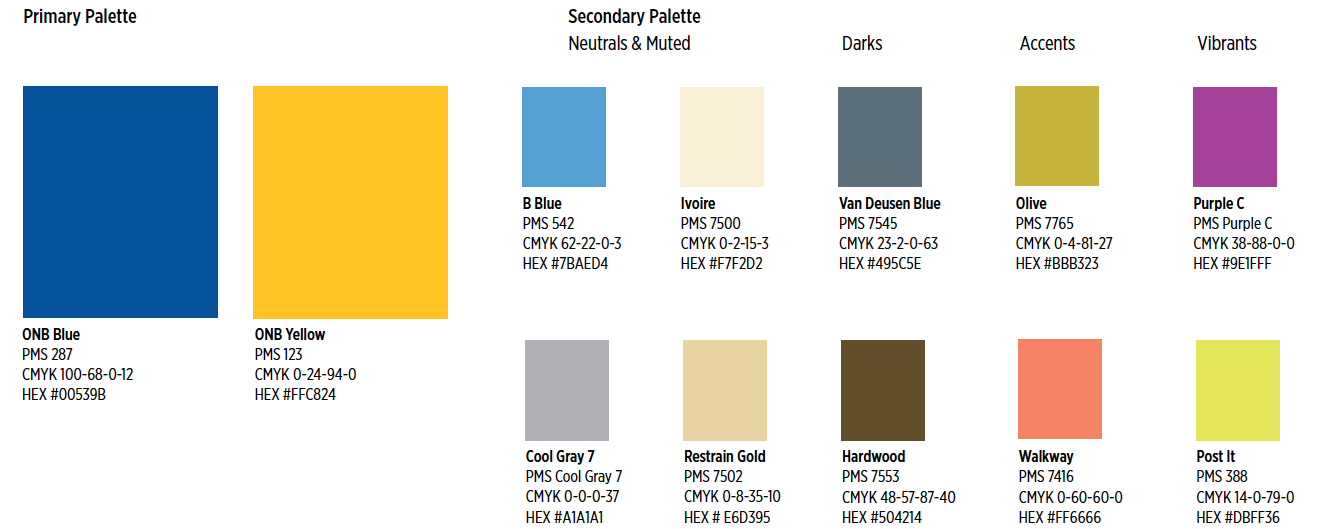 Primary Palette
ONB Blue
PMS 287
CMYK 100-68-0-12
HEX #00539B
ONB Yellow
PMS 123
CMYK 0-24-94-0
HEX #FFC824
Secondary Palette
Neutrals & Muted
B Blue
PMS 542
CMYK 62-22-0-3
HEX #7BAED4
Ivoire
PMS 7500
CMYK 0-2-15-3
HEX #F7F2D2
Cool Gray 7
PMS Cool Gray 7
CMYK 0-0-0-37
HEX #A1A1A1
Restrain Gold
PMS 7502
CMYK 0-8-35-10
HEX # E6D395
Darks
Van Deusen Blue
PMS 7545
CMYK 23-2-0-63
HEX #495C5E
Hardwood
PMS 7553
CMYK 48-57-87-40
HEX #504214
Accents
Olive
PMS 7765
CMYK 0-4-81-27
HEX #BBB323
Walkway
PMS 7416
CMYK 0-60-60-0
HEX #FF6666
Vibrants
Purple C
PMS Purple C
CMYK 38-88-0-0
HEX #9E1FFF
Post It
PMS 388
CMYK 14-0-79-0
HEX #DBFF36